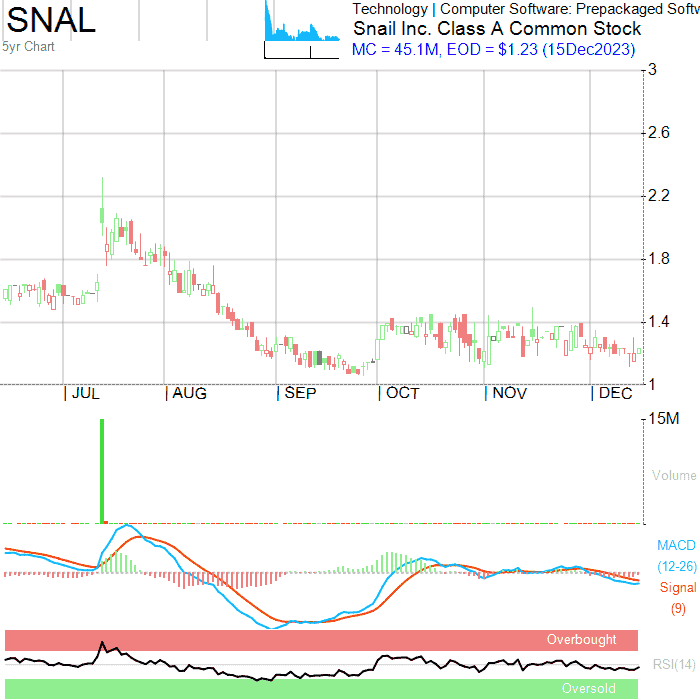 SNAL
5yr Chart
Technology | Computer Software: Prepackaged Softw
Snail Inc. Class A Common Stock
MC = 45.1M, EOD = $1.23 (15Dec2023)
3
2.6
2.2
1.8
1.4
1
| JUL | AUG | SEP | OCT | NOV | DEC
15M
Volume
MACD
(12-26)
Signal
(9)
Overbought
RSI(14)
Oversold